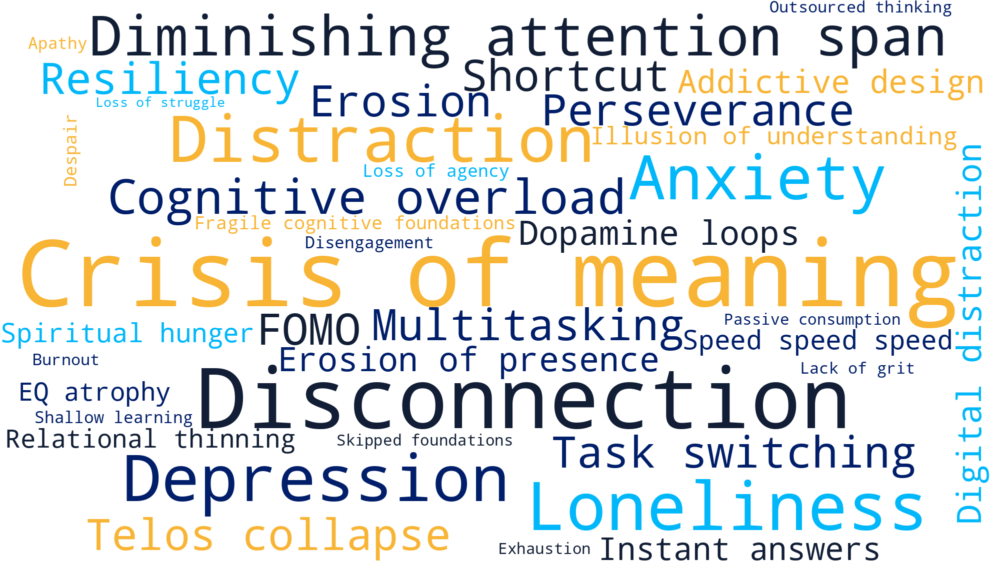 Outsourced thinking
Diminishing attention span
Apathy
Resiliency
Shortcut
Addictive design
Loss of struggle
Erosion
Perseverance
Despair
Distraction
Illusion of understanding
Loss of agency
Anxiety
Cognitive overload
Fragile cognitive foundations
Dopamine loops
Disengagement
Crisis of meaning
Digital distraction
Spiritual hunger
FOMO
Multitasking
Passive consumption
Speed speed speed
Burnout
Erosion of presence
Lack of grit
EQ atrophy
Disconnection
Shallow learning
Relational thinning
Skipped foundations
Task switching
Depression
Loneliness
Telos collapse
Exhaustion
Instant answers